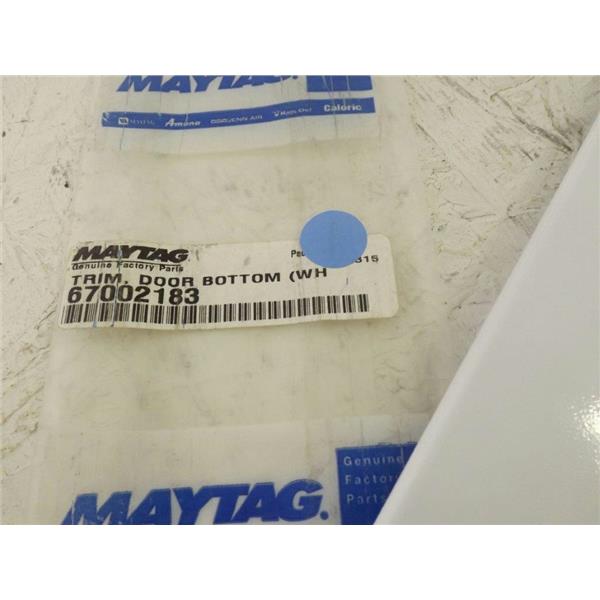 MAYTAG.
MAYTAG Amana JENN-AIR Magic Chef Caloric
MAYTAG
Genuine Factory Parts
315
TRIM, DOOR BOTTOM (WH
67002183
MAYTAG.
Genuine
Factory
Parts